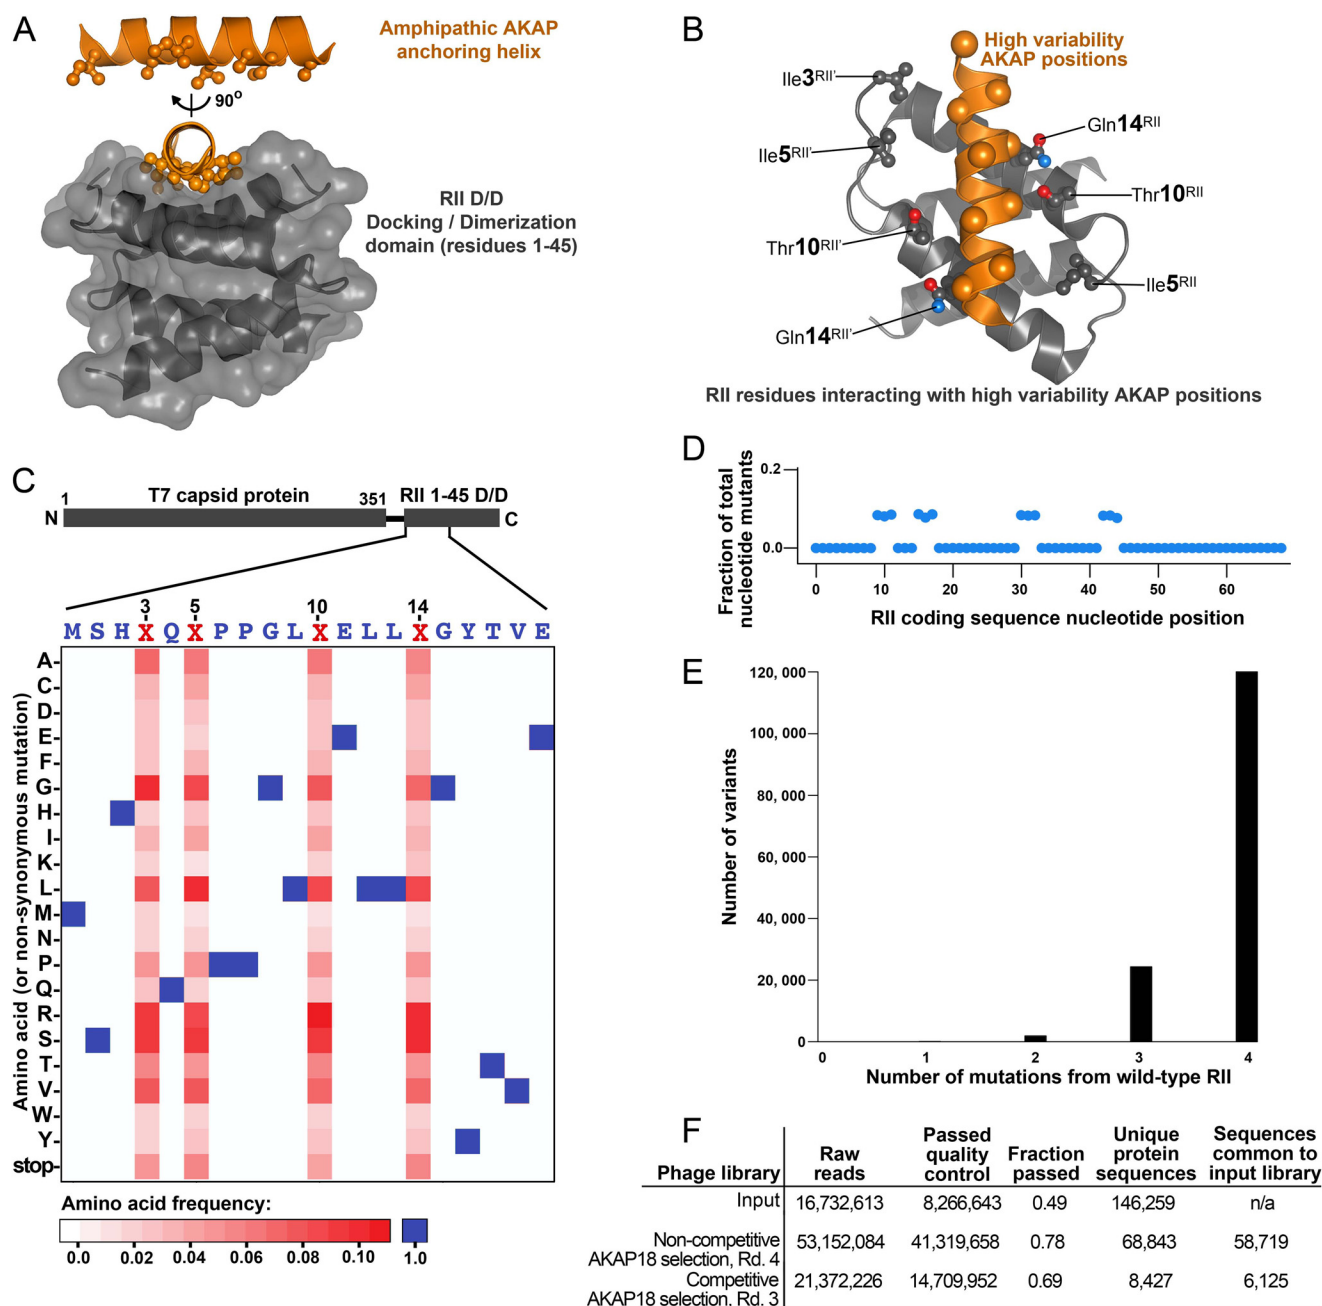 A
Amphipathic AKAP
anchoring helix
90o
RII D/D
Docking / Dimerization
domain (residues 1-45)
B
High variability
AKAP positions
Ile3RII'
Gln14RII
Ile5RII'
Thr10RII
Thr10RII'
Ile5RII
Gln14RII'
RII residues interacting with high variability AKAP positions
C
1 T7 capsid protein 351 RII 1-45 D/D
N C
3 5 10 14
M S H X Q X P P G L X E L L X G Y T V E
Amino acid (or non-synonymous mutation)
A
C
D
E
F
G
H
I
K
L
M
N
P
Q
R
S
T
V
W
Y
stop
Amino acid frequency:
0.0 0.02 0.04 0.06 0.08 0.10 1.0
D
Fraction of total
nucleotide mutants
0.2
0.0
0 10 20 30 40 50 60
RII coding sequence nucleotide position
E
Number of variants
120, 000
100, 000
80, 000
60, 000
40, 000
20, 000
0
0 1 2 3 4
Number of mutations from wild-type RII
F
Phage library Raw reads Passed quality control Fraction passed Unique protein sequences Sequences common to input library
Input 16,732,613 8,266,643 0.49 146,259 n/a
Non-competitive
AKAP18 selection, Rd. 4 53,152,084 41,319,658 0.78 68,843 58,719
Competitive
AKAP18 selection, Rd. 3 21,372,226 14,709,952 0.69 8,427 6,125